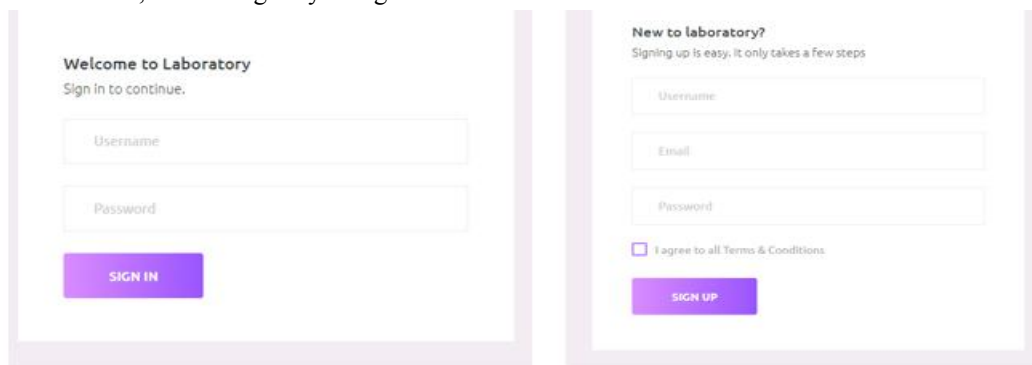 Welcome to Laboratory
Sign in to continue.
Username
Password
SIGN IN
New to laboratory?
Signing up is easy. It only takes a few steps
Username
Email
Password
I agree to all Terms & Conditions
SIGN UP